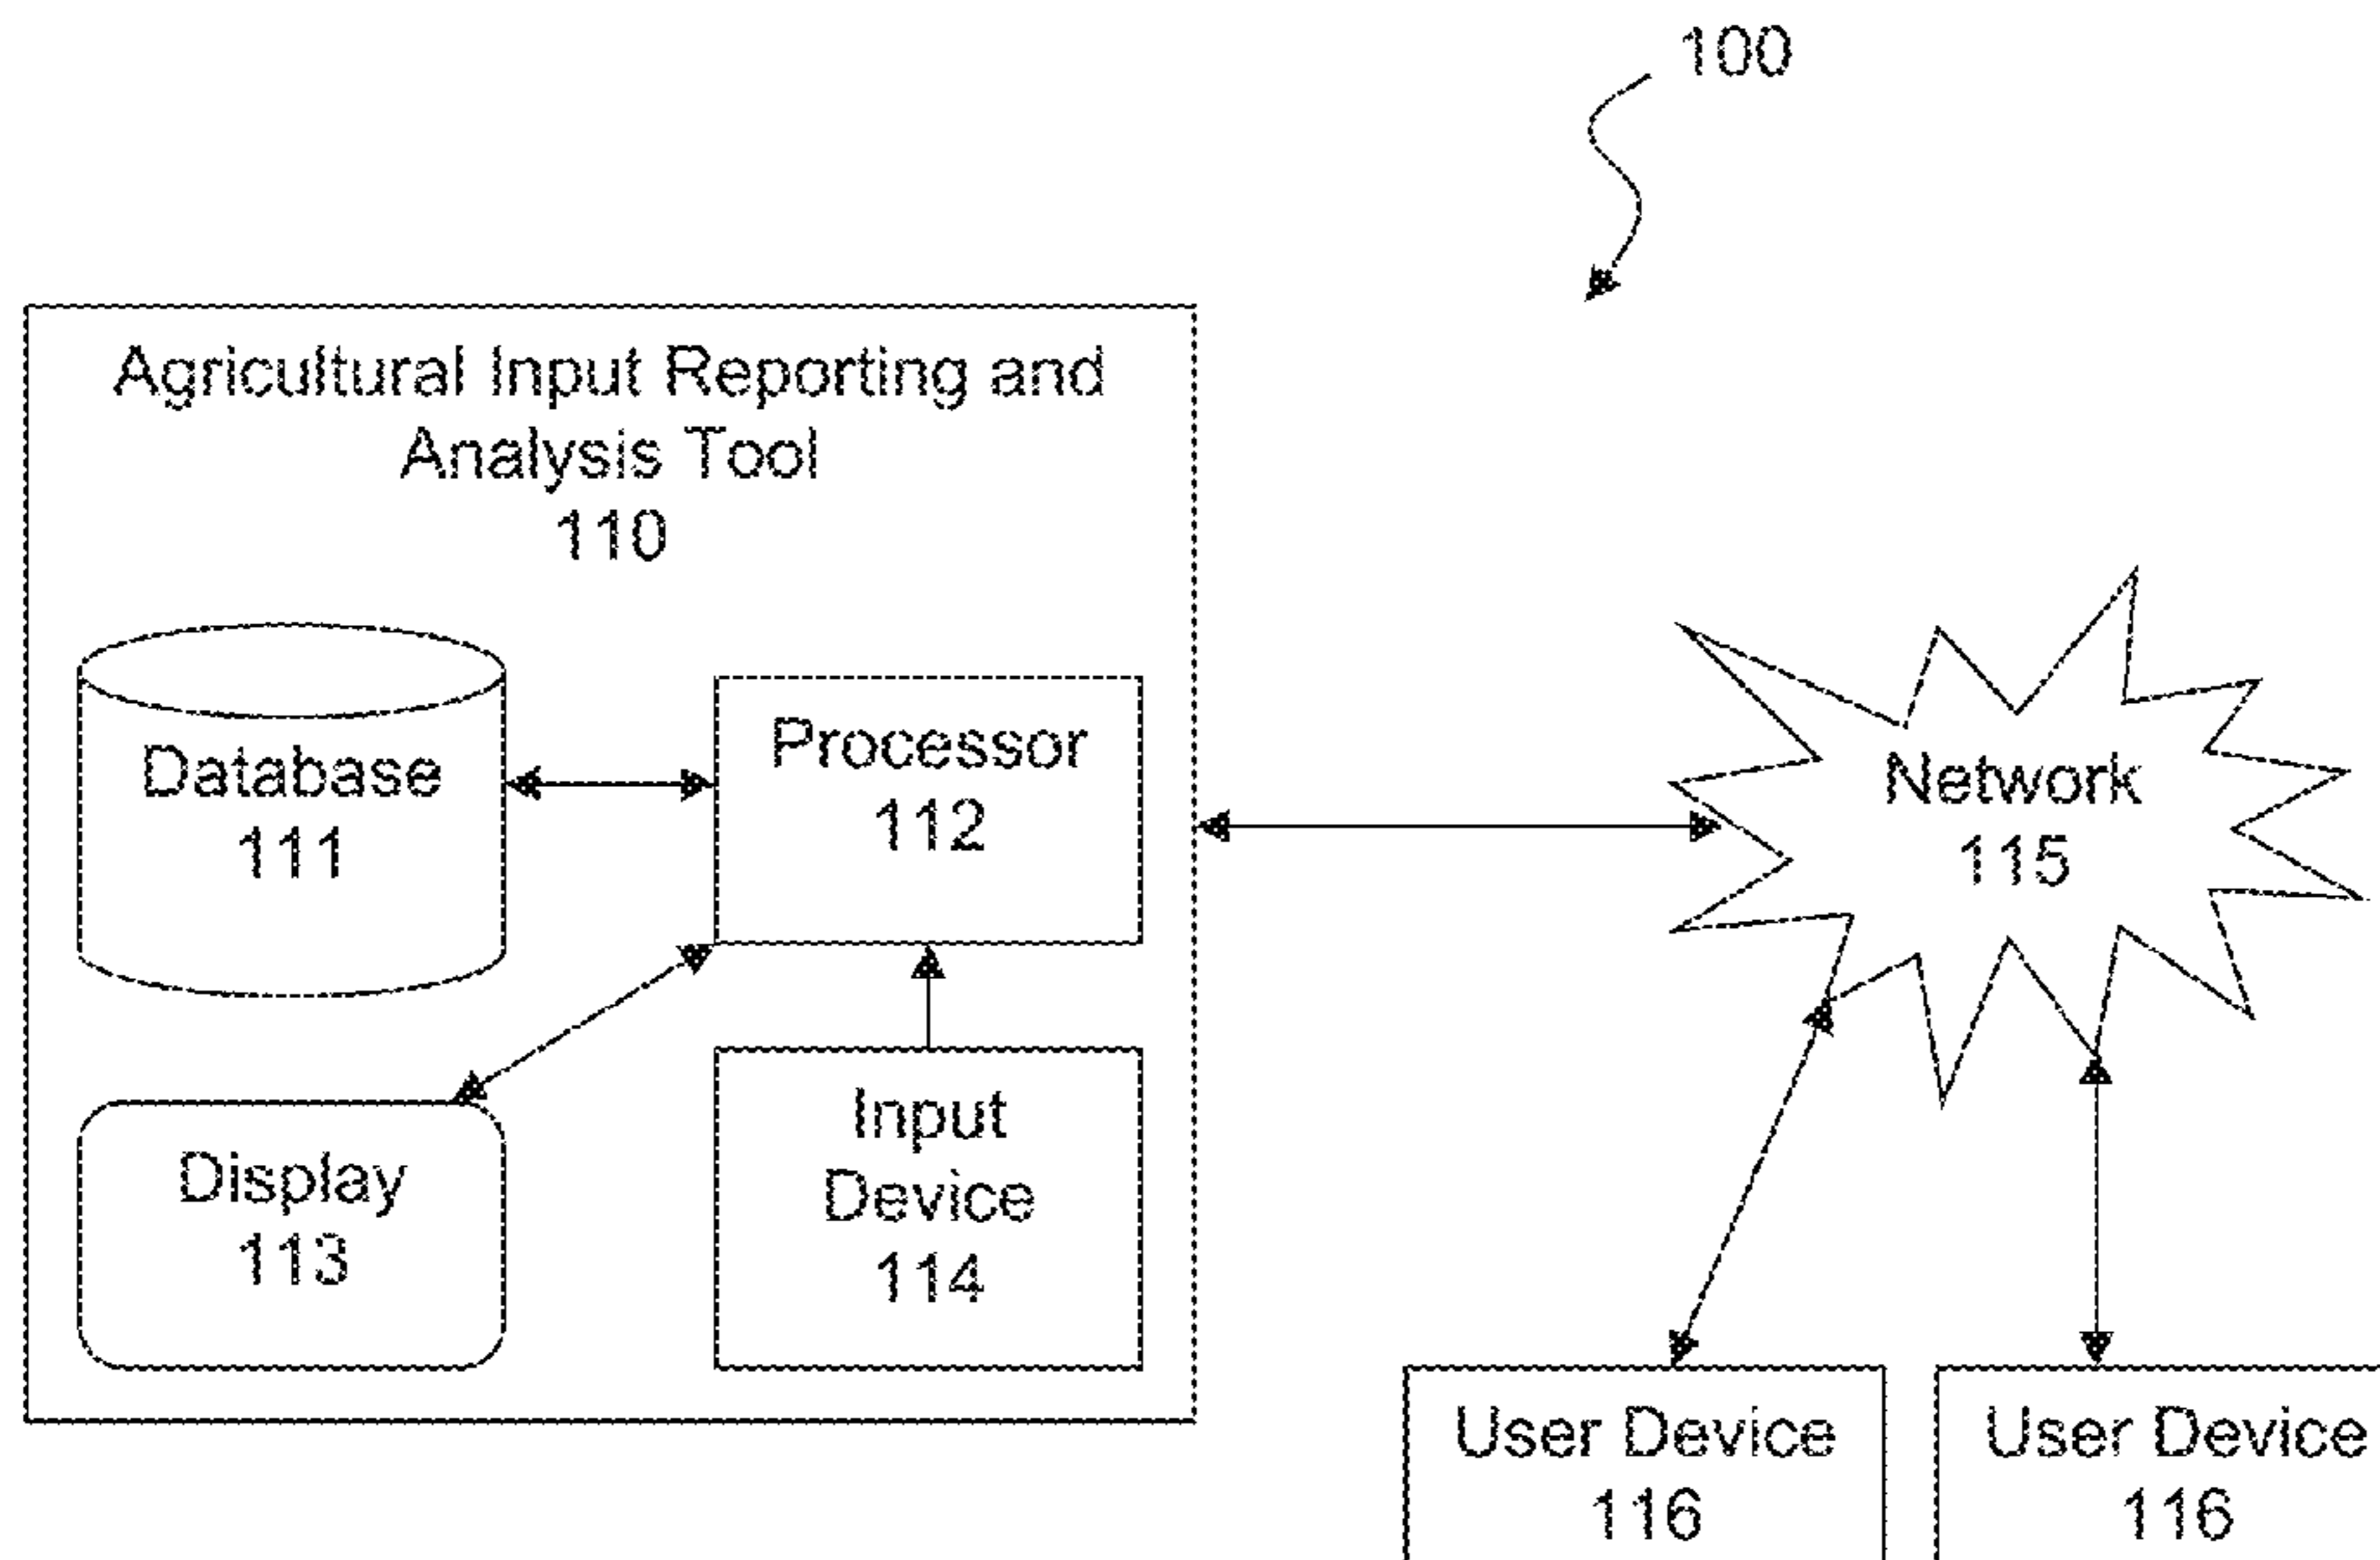 100
Agricultural Input Reporting and
Analysis Tool
110
Database
111
Processor
112
Network
115
Display
113
Input
Device
114
User Device
116
User Device
116